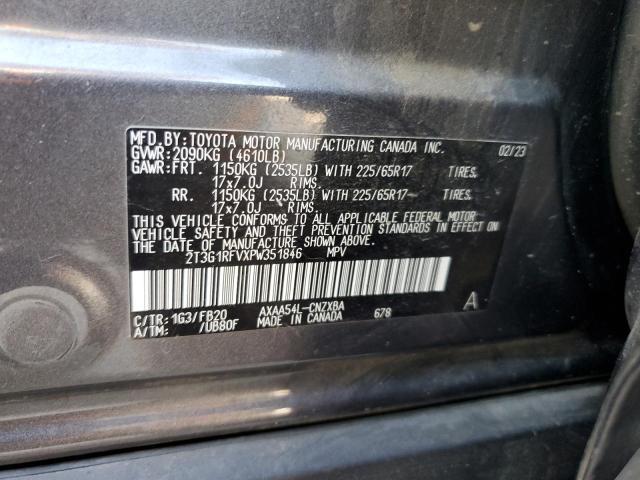 MFD. BY: TOYOTA MOTOR MANUFACTURING CANADA INC. 02/23
GVWR: 2090KG (4610LB)
GAWR: FRT. 1150KG (2535LB) WITH 225/65R17 TIRES,
17x7.0J RIMS.
RR. 1150KG (2535LB) WITH 225/65R17 TIRES,
17x7.0J RIMS.
THIS VEHICLE CONFORMS TO ALL APPLICABLE FEDERAL MOTOR
VEHICLE SAFETY AND THEFT PREVENTION STANDARDS IN EFFECT ON
THE DATE OF MANUFACTURE SHOWN ABOVE.
2T3G1RFVXPW351846 MPV
C/TR: 1G3/FB20 AXAA54L-CNZXBA A
A/TM: /UB80F MADE IN CANADA 678